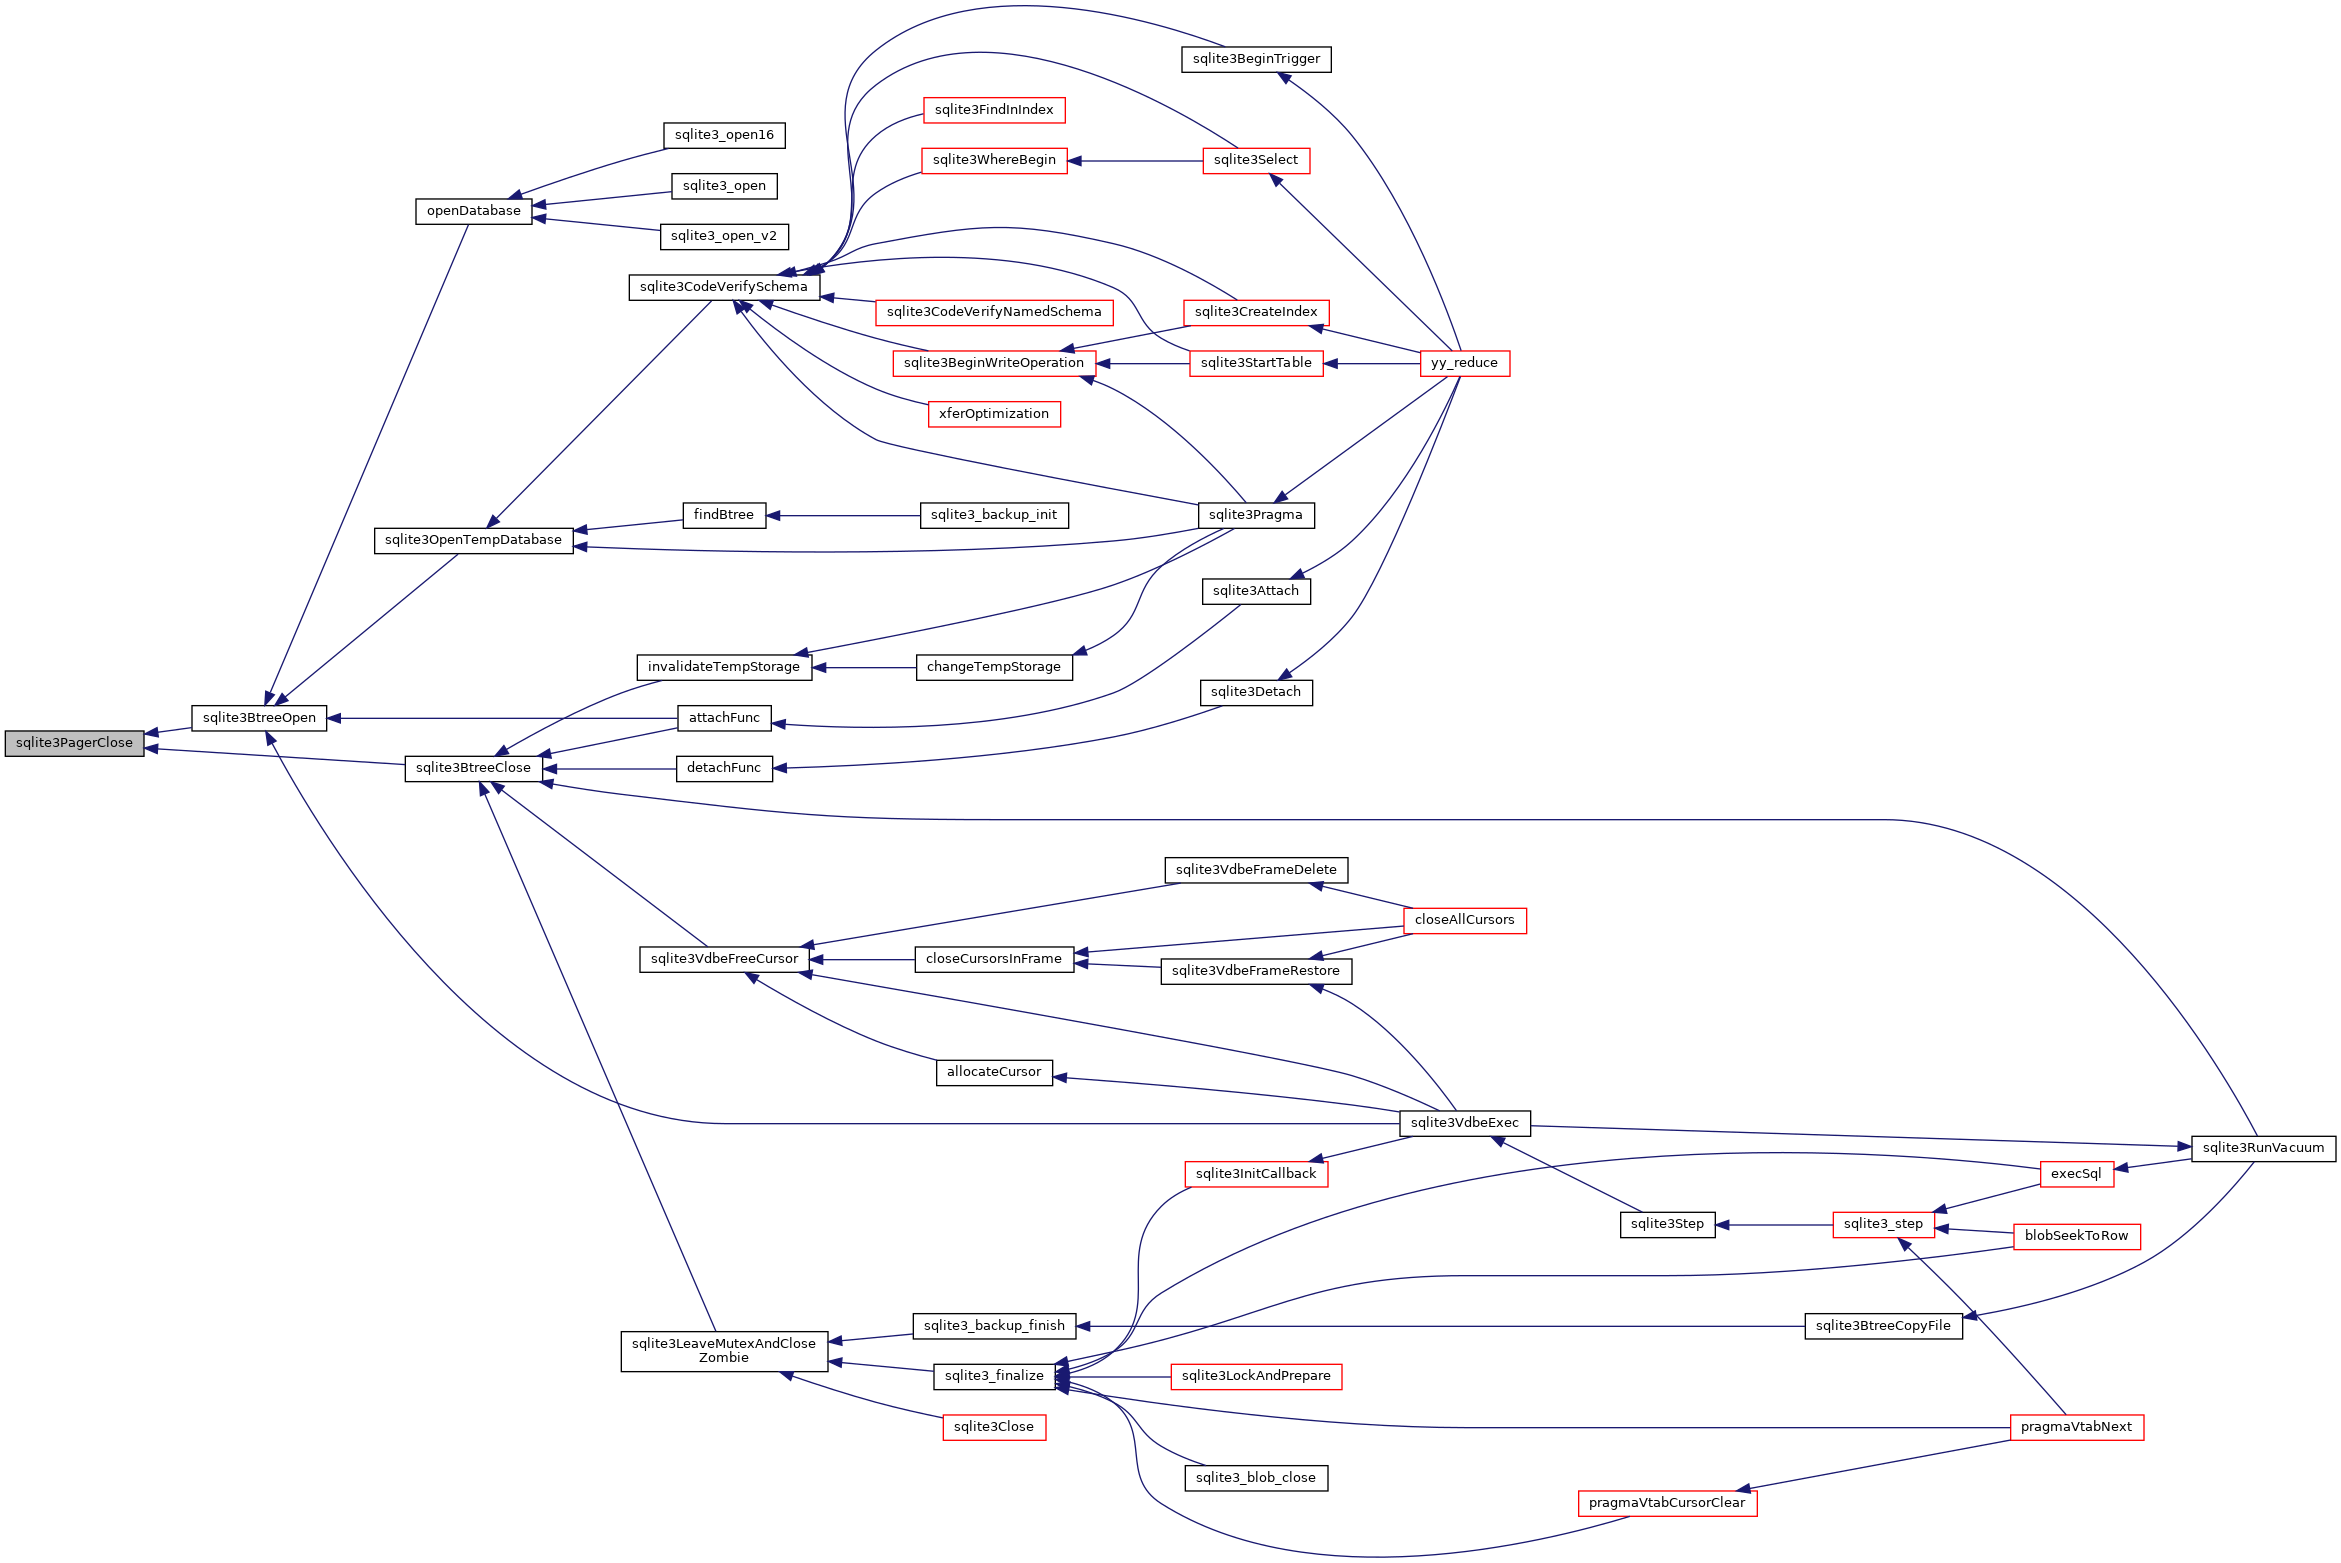 sqlite3BeginTrigger
sqlite3FindInIndex
sqlite3_open16
sqlite3WhereBegin
sqlite3Select
sqlite3_open
openDatabase
sqlite3_open_v2
sqlite3CodeVerifySchema
sqlite3CodeVerifyNamedSchema
sqlite3CreateIndex
sqlite3BeginWriteOperation
sqlite3StartTable
yy_reduce
xferOptimization
findBtree
sqlite3_backup_init
sqlite3Pragma
sqlite3OpenTempDatabase
sqlite3Attach
invalidateTempStorage
changeTempStorage
sqlite3Detach
sqlite3BtreeOpen
attachFunc
sqlite3PagerClose
sqlite3BtreeClose
detachFunc
sqlite3VdbeFrameDelete
closeAllCursors
sqlite3VdbeFreeCursor
closeCursorsInFrame
sqlite3VdbeFrameRestore
allocateCursor
sqlite3VdbeExec
sqlite3RunVacuum
sqlite3InitCallback
execSql
sqlite3Step
sqlite3_step
blobSeekToRow
sqlite3_backup_finish
sqlite3BtreeCopyFile
sqlite3LeaveMutexAndClose
Zombie
sqlite3_finalize
sqlite3LockAndPrepare
sqlite3Close
pragmaVtabNext
sqlite3_blob_close
pragmaVtabCursorClear